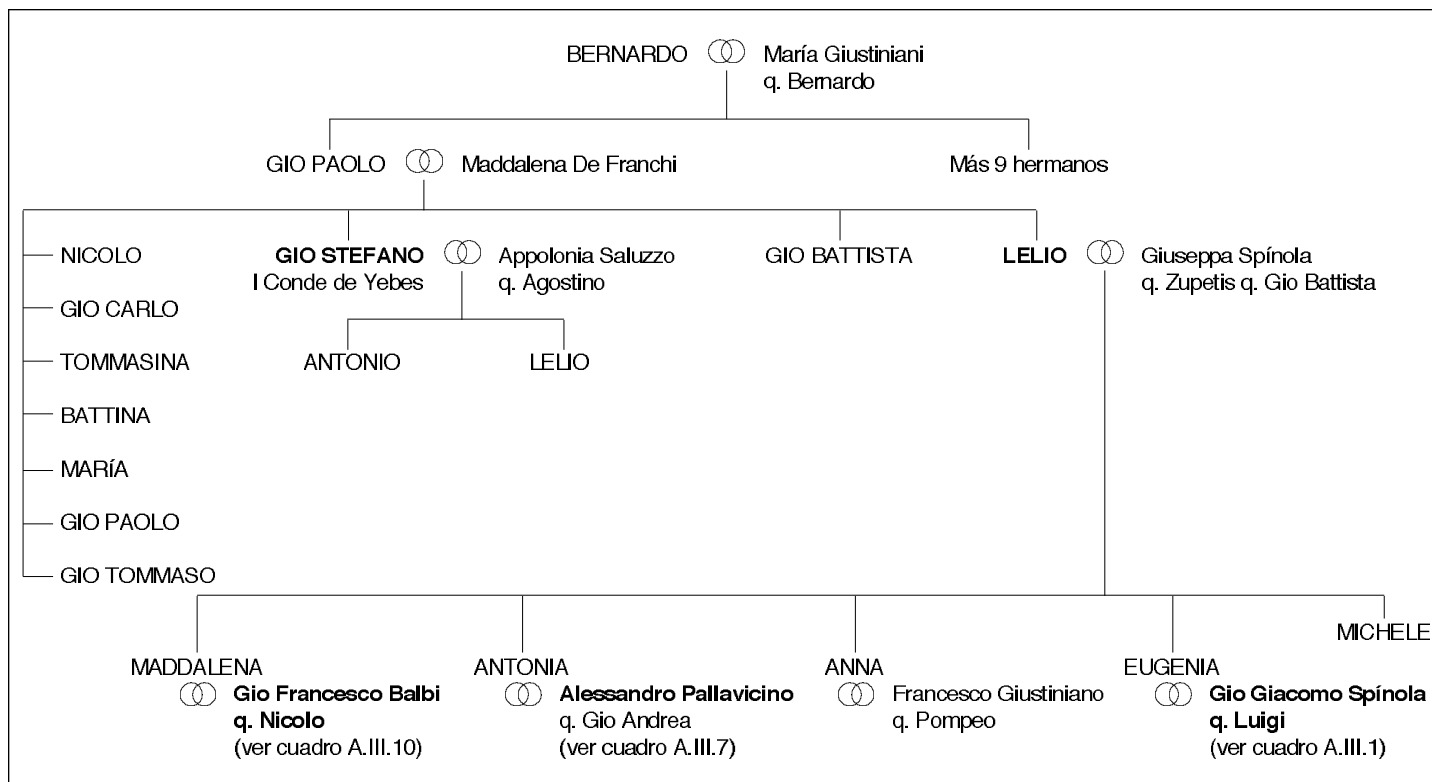 BERNARDO María Giustiniani
q. Bernardo
GIO PAOLO Maddalena De Franchi Más 9 hermanos
NICOLO GIO STEFANO Appolonia Saluzzo GIO BATTISTA LELIO Giuseppa Spínola
I Conde de Yebes q. Agostino q. Zupetis q. Gio Battista
GIO CARLO
TOMMASINA ANTONIO LELIO
BATTINA
MARÍA
GIO PAOLO
GIO TOMMASO
MICHELE
MADDALENA ANTONIA ANNA EUGENIA
Gio Francesco Balbi Alessandro Pallavicino Francesco Giustiniano Gio Giacomo Spínola
q. Nicolo q. Gio Andrea q. Pompeo q. Luigi
(ver cuadro A.III.10) (ver cuadro A.III.7) (ver cuadro A.III.1)